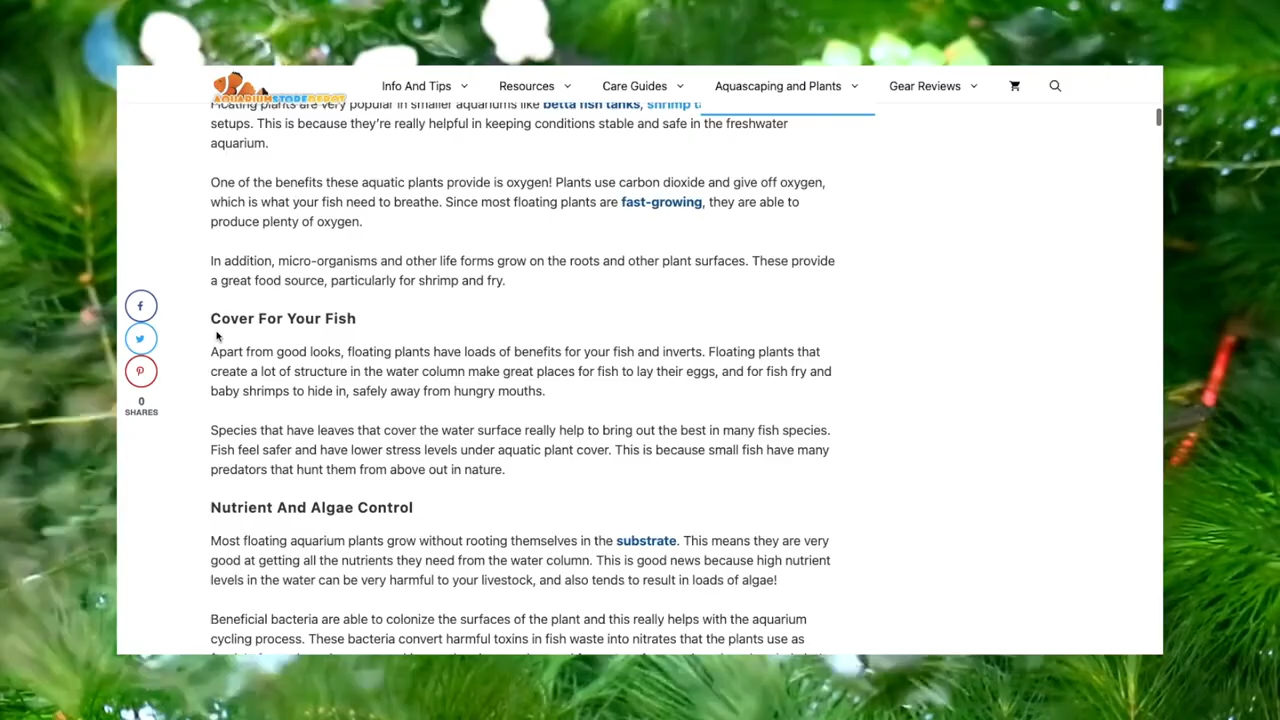 AQUARIUMSTOREDEPOT
Info And Tips
Resources
Care Guides
Aquascaping and Plants
Gear Reviews
Floating plants are very popular in smaller aquariums like betta fish tanks, shrimp
setups. This is because they’re really helpful in keeping conditions stable and safe in the freshwater
aquarium.
One of the benefits these aquatic plants provide is oxygen! Plants use carbon dioxide and give off oxygen,
which is what your fish need to breathe. Since most floating plants are fast-growing, they are able to
produce plenty of oxygen.
In addition, micro-organisms and other life forms grow on the roots and other plant surfaces. These provide
a great food source, particularly for shrimp and fry.
Cover For Your Fish
Apart from good looks, floating plants have loads of benefits for your fish and inverts. Floating plants that
create a lot of structure in the water column make great places for fish to lay their eggs, and for fish fry and
baby shrimps to hide in, safely away from hungry mouths.
0
SHARES
Species that have leaves that cover the water surface really help to bring out the best in many fish species.
Fish feel safer and have lower stress levels under aquatic plant cover. This is because small fish have many
predators that hunt them from above out in nature.
Nutrient And Algae Control
Most floating aquarium plants grow without rooting themselves in the substrate. This means they are very
good at getting all the nutrients they need from the water column. This is good news because high nutrient
levels in the water can be very harmful to your livestock, and also tends to result in loads of algae!
Beneficial bacteria are able to colonize the surfaces of the plant and this really helps with the aquarium
cycling process. These bacteria convert harmful toxins in fish waste into nitrates that the plants use as